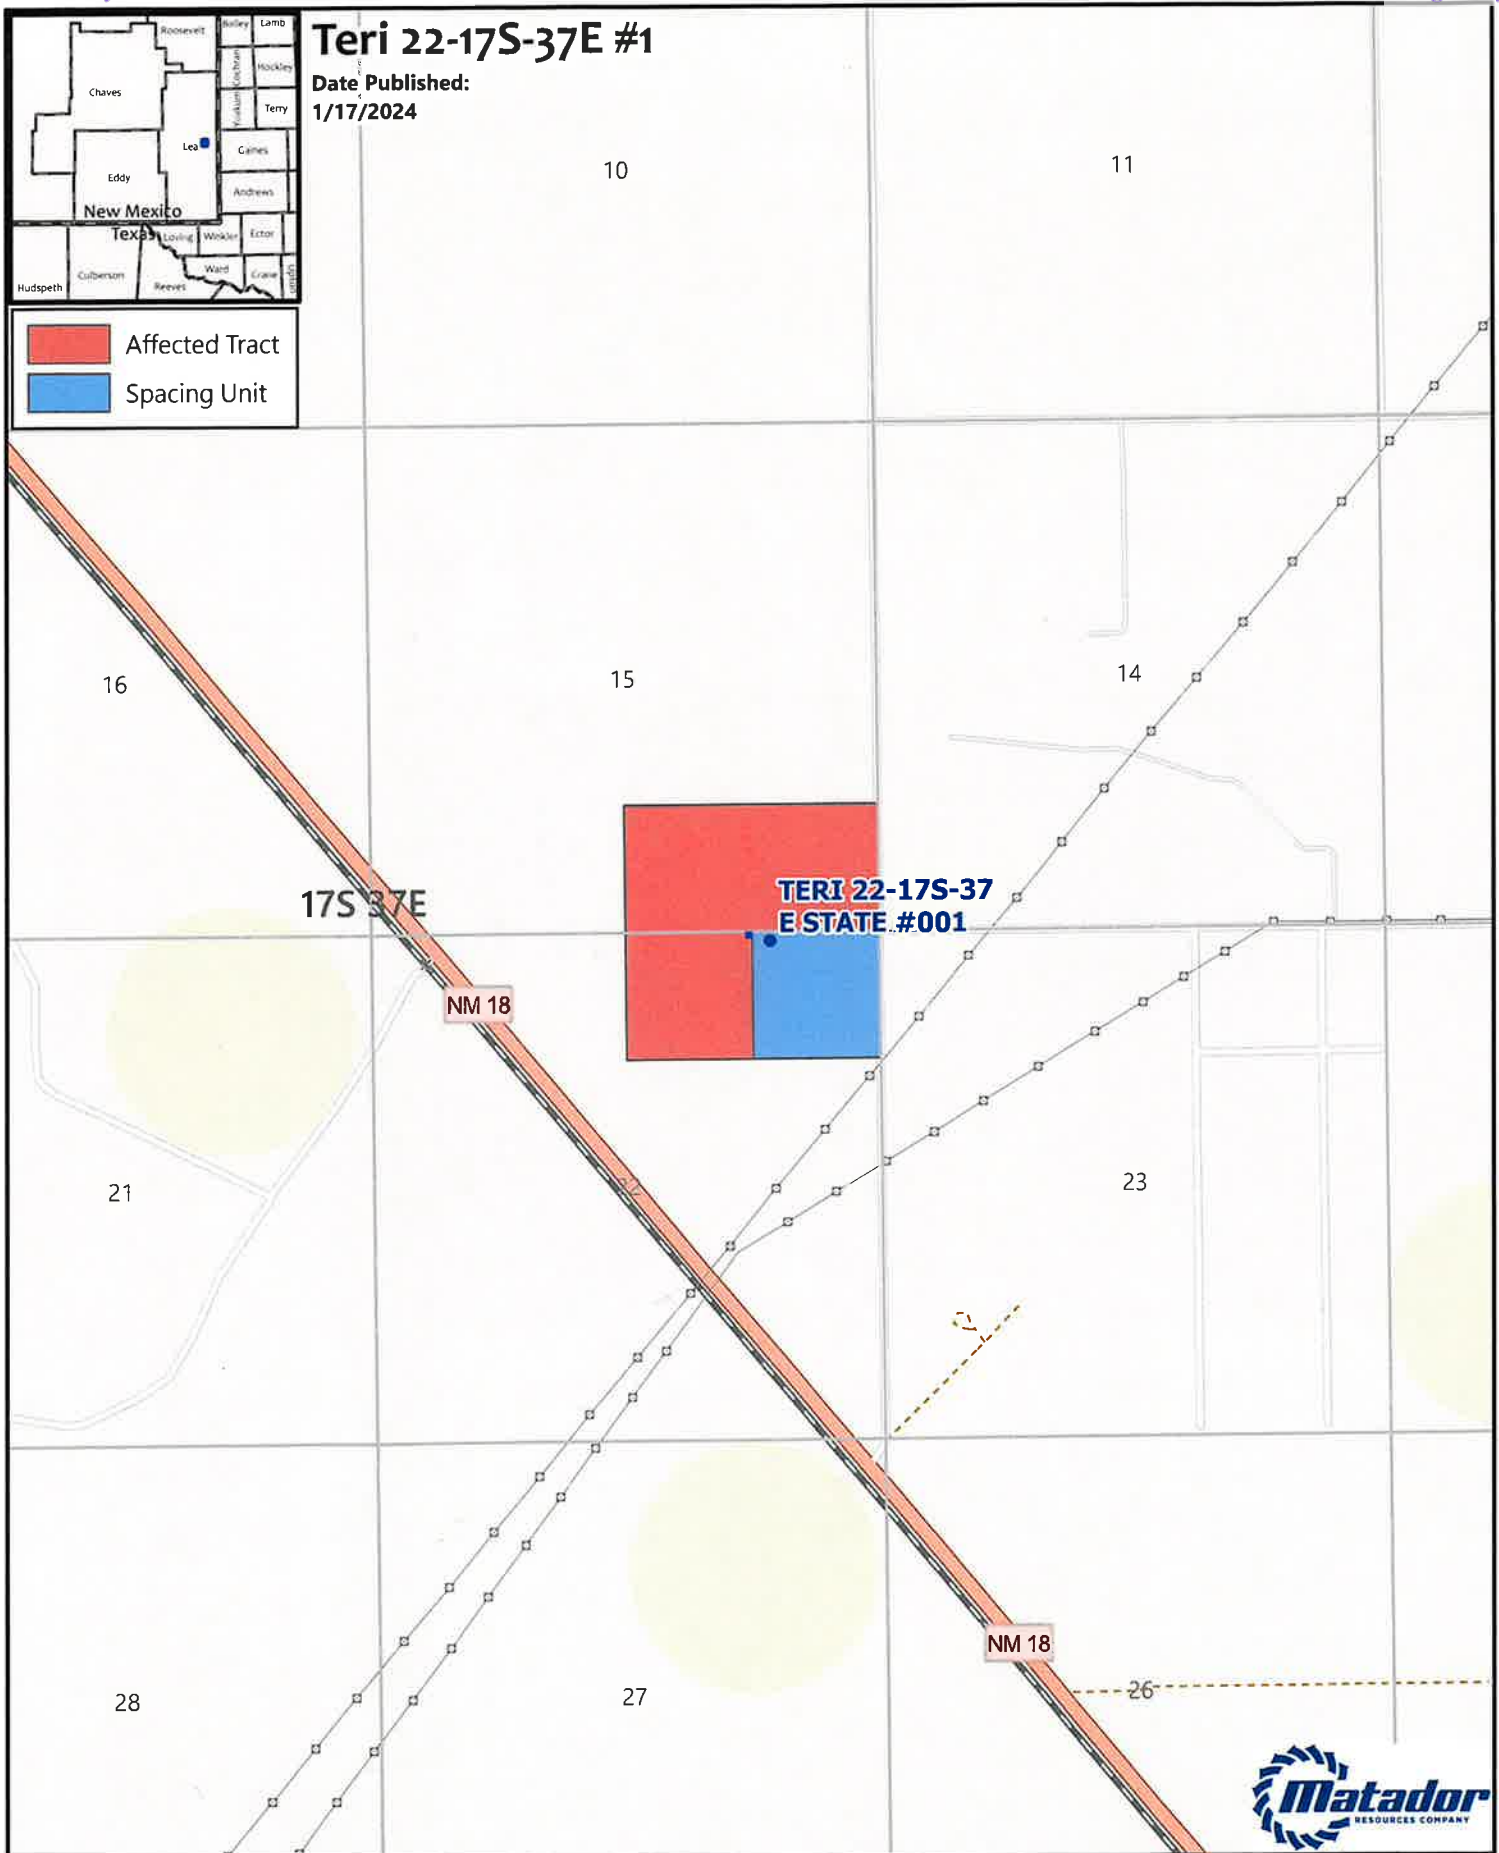 Teri 22-17S-37E #1
Date Published:
1/17/2024
Roosevelt
Bailey
Lamb
Cochran
Hockley
Chaves
Yoakum
Terry
Lea
Gaines
Eddy
Andrews
New Mexico
Texas
Loving
Winkler
Ector
Culberson
Ward
Crane
Upton
Hudspeth
Reeves
Affected Tract
Spacing Unit
10
11
16
15
14
17S 37E
TERI 22-17S-37
E STATE #001
NM 18
21
22
23
NM 18
28
27
26
Matador
RESOURCES COMPANY